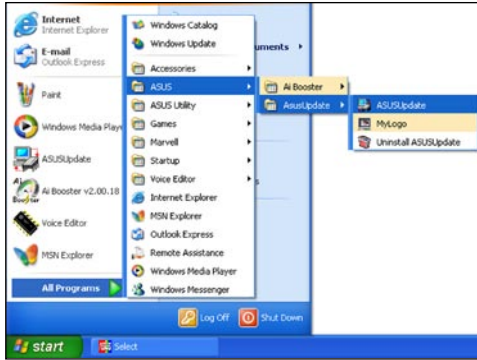 Internet
Internet Explorer
E-mail
Outlook Express
Paint
Windows Media Play
ASUSUpdate
Ai Booster v2.00.18
Voice Editor
MSN Explorer
All Programs
Windows Catalog
Windows Update
Accessories
ASUS
ASUS Utility
Games
Marvell
Startup
Voice Editor
Internet Explorer
MSN Explorer
Outlook Express
Remote Assistance
Windows Media Player
Windows Messenger
uments
s
Ai Booster
AsusUpdate
ASUSUpdate
MyLogo
Uninstall ASUSUpdate
Log Off
Shut Down
start
Select